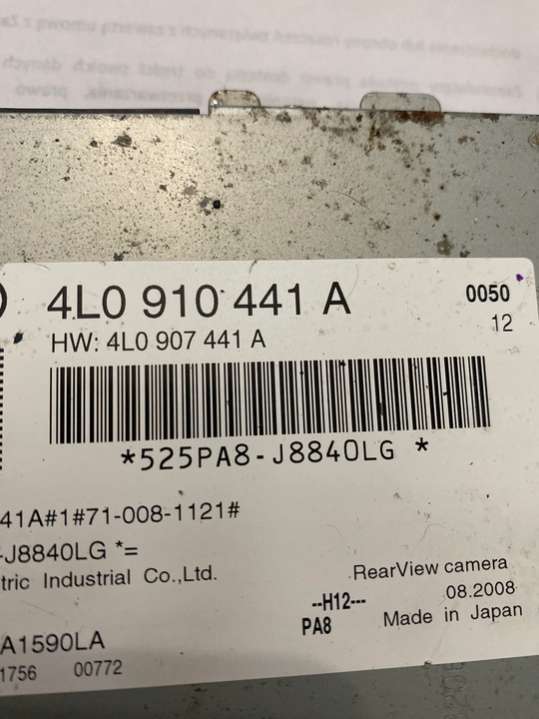 4L0 910 441 A
0050
HW: 4L0 907 441 A
12
*525PA8-J8840LG *
41A#1#71-008-1121#
-J8840LG *=
tric Industrial Co.,Ltd.
RearView camera
08.2008
--H12---
PA8
Made in Japan
A1590LA
1756 00772